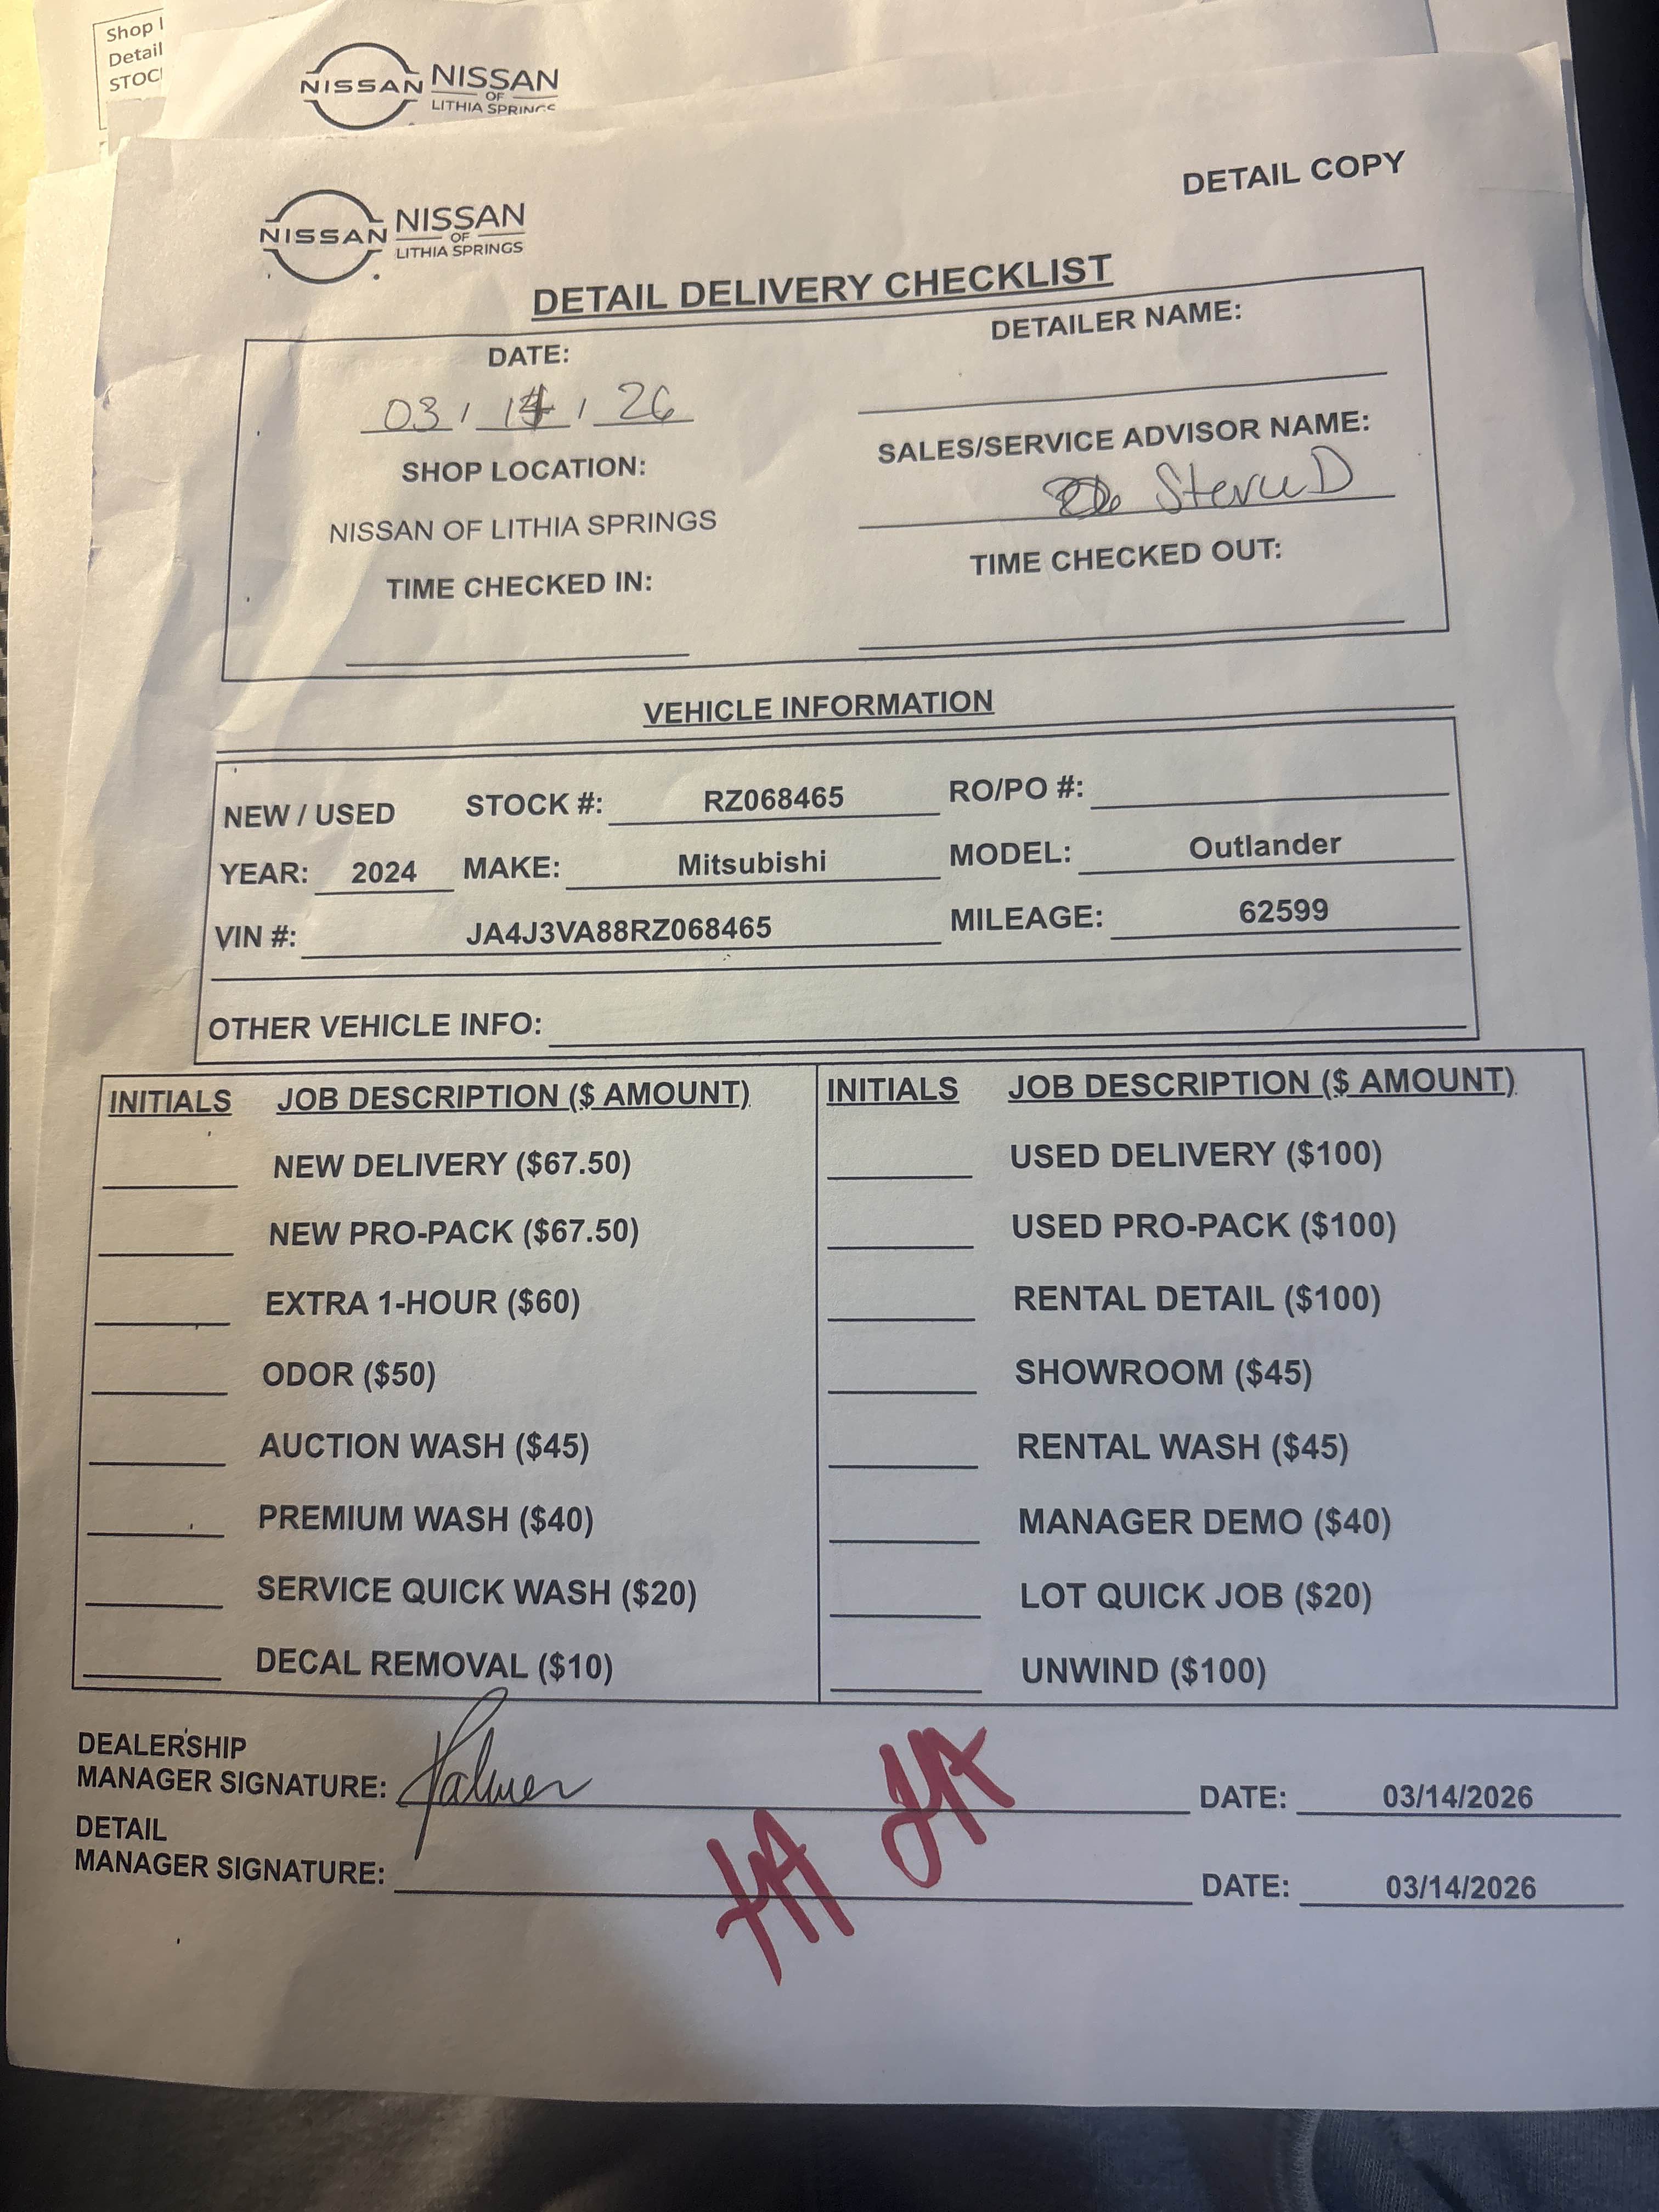 Shop l
Detail
STOC
NISSAN NISSAN
OF
LITHIA SPRINGS
DETAIL COPY
NISSAN NISSAN
OF
LITHIA SPRINGS
DETAIL DELIVERY CHECKLIST
DATE: DETAILER NAME:
03 / 14 / 26
SHOP LOCATION: SALES/SERVICE ADVISOR NAME:
NISSAN OF LITHIA SPRINGS
TIME CHECKED IN: TIME CHECKED OUT:
VEHICLE INFORMATION
NEW / USED STOCK #: RZ068465 RO/PO #:
YEAR: 2024 MAKE: Mitsubishi MODEL: Outlander
VIN #: JA4J3VA88RZ068465 MILEAGE: 62599
OTHER VEHICLE INFO:
INITIALS JOB DESCRIPTION ($ AMOUNT) INITIALS JOB DESCRIPTION ($ AMOUNT)
NEW DELIVERY ($67.50) USED DELIVERY ($100)
NEW PRO-PACK ($67.50) USED PRO-PACK ($100)
EXTRA 1-HOUR ($60) RENTAL DETAIL ($100)
ODOR ($50) SHOWROOM ($45)
AUCTION WASH ($45) RENTAL WASH ($45)
PREMIUM WASH ($40) MANAGER DEMO ($40)
SERVICE QUICK WASH ($20) LOT QUICK JOB ($20)
DECAL REMOVAL ($10) UNWIND ($100)
DEALERSHIP
MANAGER SIGNATURE: Palmer DATE: 03/14/2026
DETAIL
MANAGER SIGNATURE: DATE: 03/14/2026